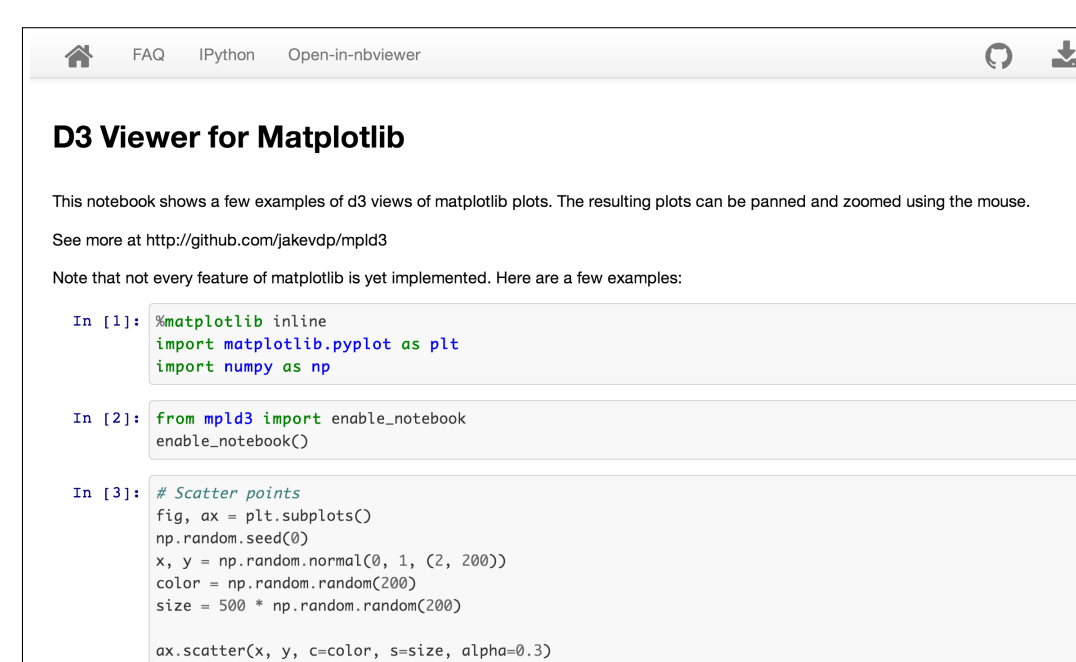 FAQ IPython Open-in-nbviewer
D3 Viewer for Matplotlib
This notebook shows a few examples of d3 views of matplotlib plots. The resulting plots can be panned and zoomed using the mouse.
See more at http://github.com/jakevdp/mpld3
Note that not every feature of matplotlib is yet implemented. Here are a few examples:
In [1]: %matplotlib inline
import matplotlib.pyplot as plt
import numpy as np
In [2]: from mpld3 import enable_notebook
enable_notebook()
In [3]: # Scatter points
fig, ax = plt.subplots()
np.random.seed(0)
x, y = np.random.normal(0, 1, (2, 200))
color = np.random.random(200)
size = 500 * np.random.random(200)
ax.scatter(x, y, c=color, s=size, alpha=0.3)